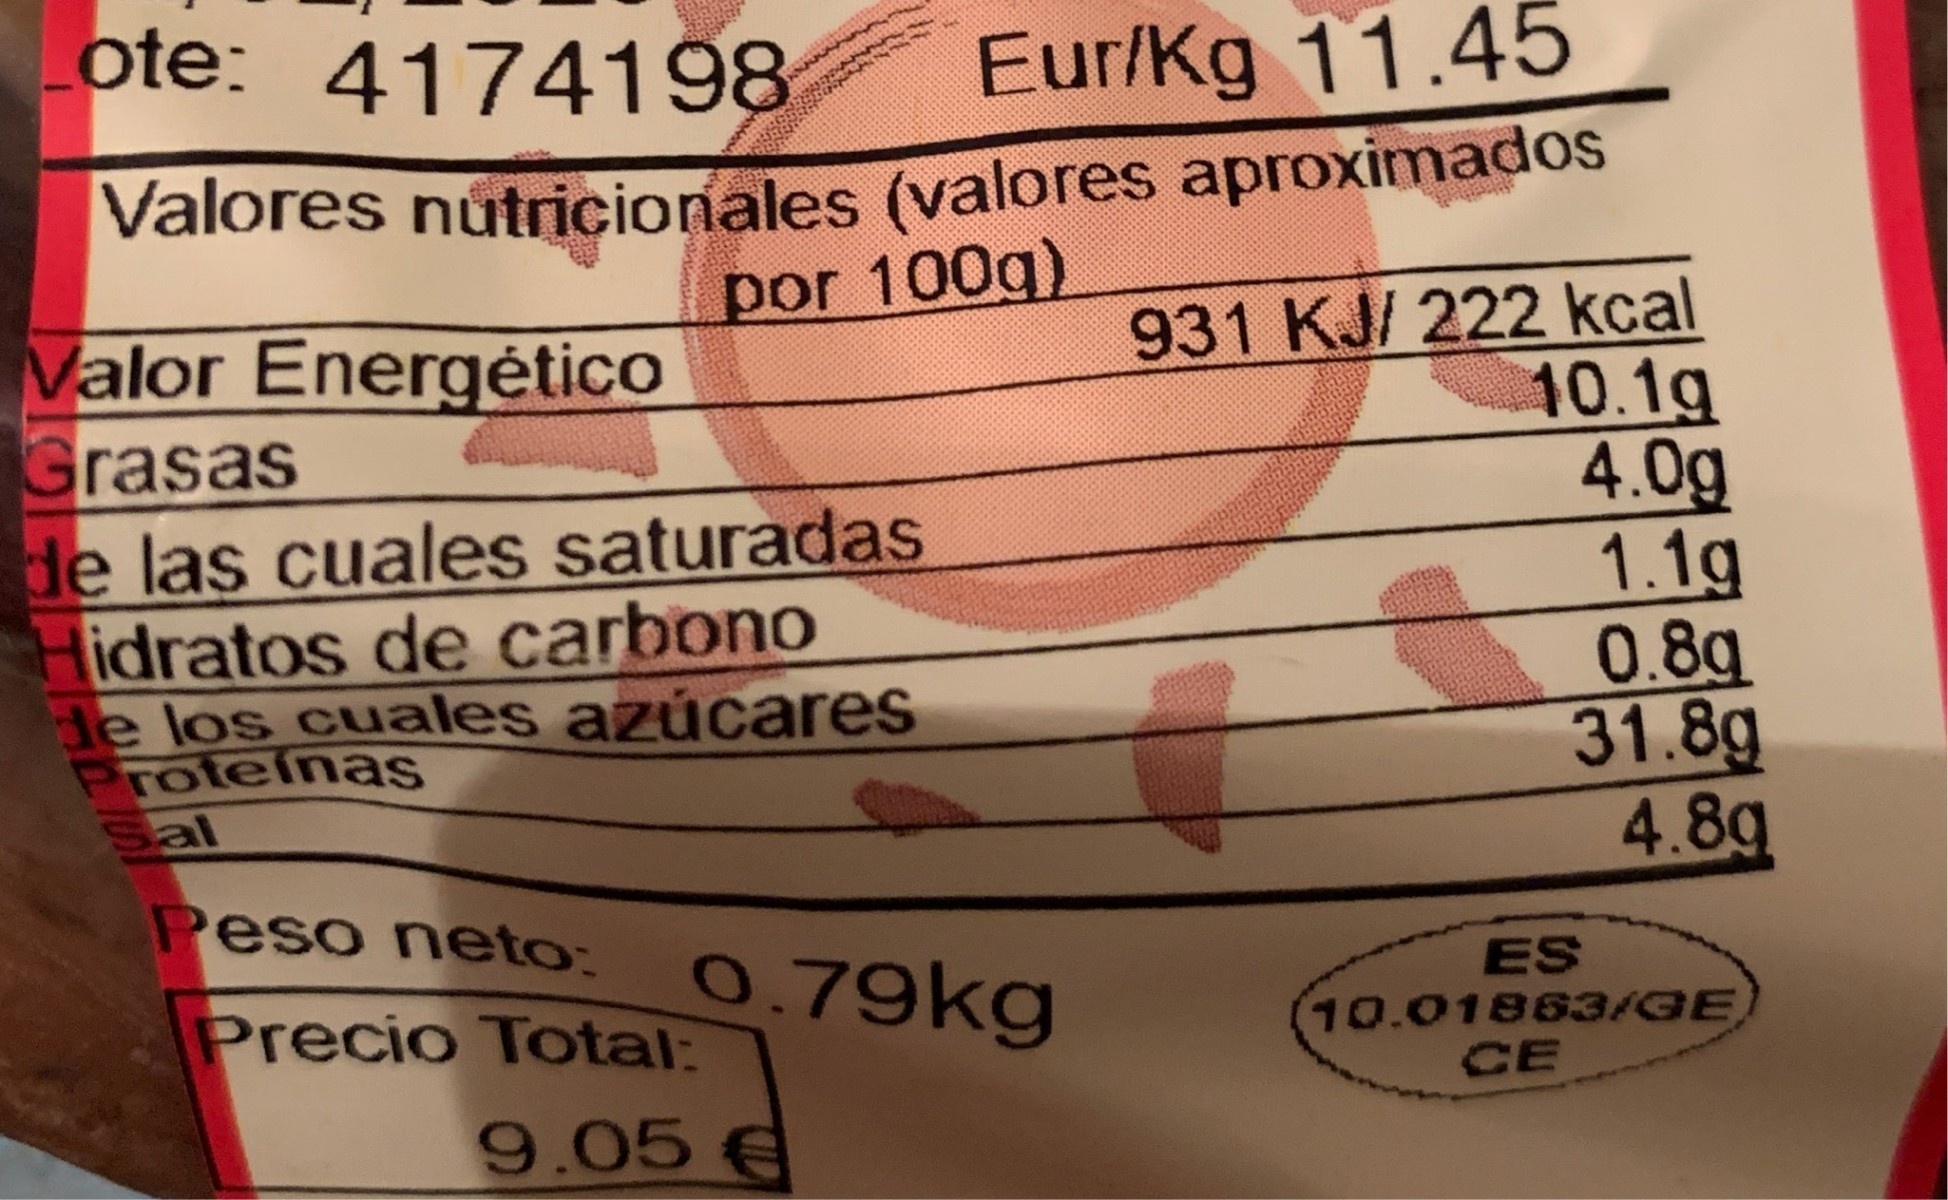 ote: 4174198 Eur/Kg 11.45
Valores nutricionales (valores aproximados
por 100g)
Valor Energético 931 KJ/ 222 kcal
Grasas 10.1g
de las cuales saturadas 4.0g
Hidratos de carbono 1.1g
de los cuales azúcares 0.8g
Proteínas 31.8g
Sal 4.8g
Peso neto: 0.79kg
Precio Total:
9.05 €
ES
10.01863/GE
CE